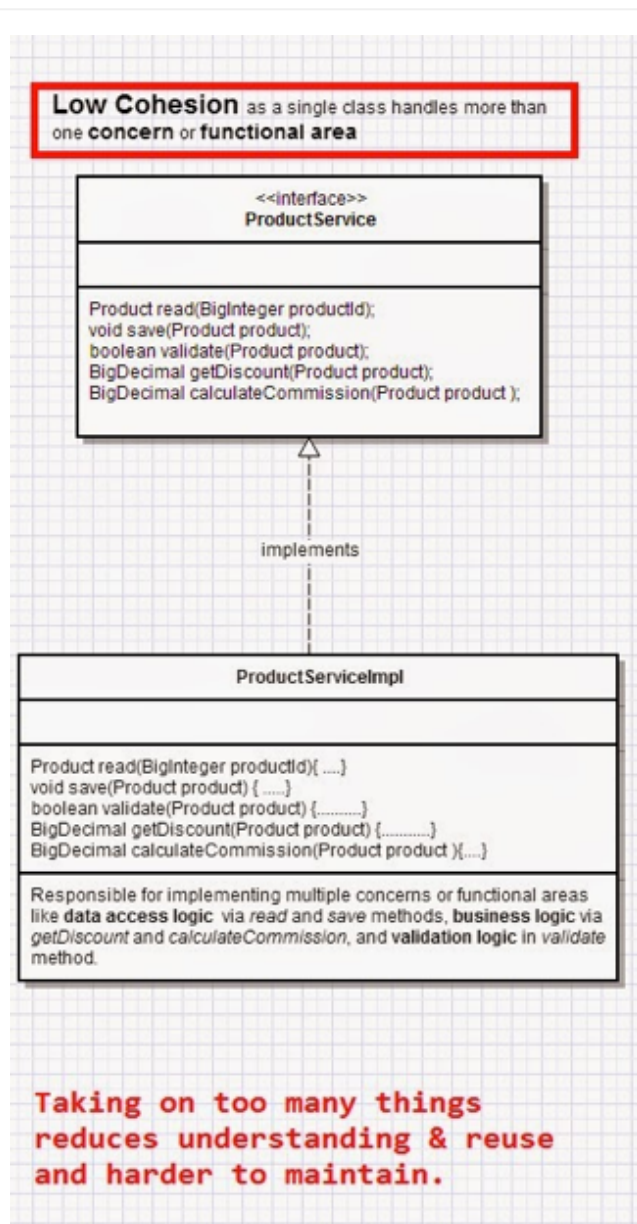 Low Cohesion as a single class handles more than
one concern or functional area
<<interface>>
ProductService
Product read(BigInteger productId);
void save(Product product);
boolean validate(Product product);
BigDecimal getDiscount(Product product);
BigDecimal calculateCommission(Product product );
implements
ProductServiceImpl
Product read(BigInteger productId){ ....}
void save(Product product) { .....}
boolean validate(Product product) {..........}
BigDecimal getDiscount(Product product) {...........}
BigDecimal calculateCommission(Product product ){....}
Responsible for implementing multiple concerns or functional areas
like data access logic via read and save methods, business logic via
getDiscount and calculateCommission, and validation logic in validate
method.
Taking on too many things
reduces understanding & reuse
and harder to maintain.